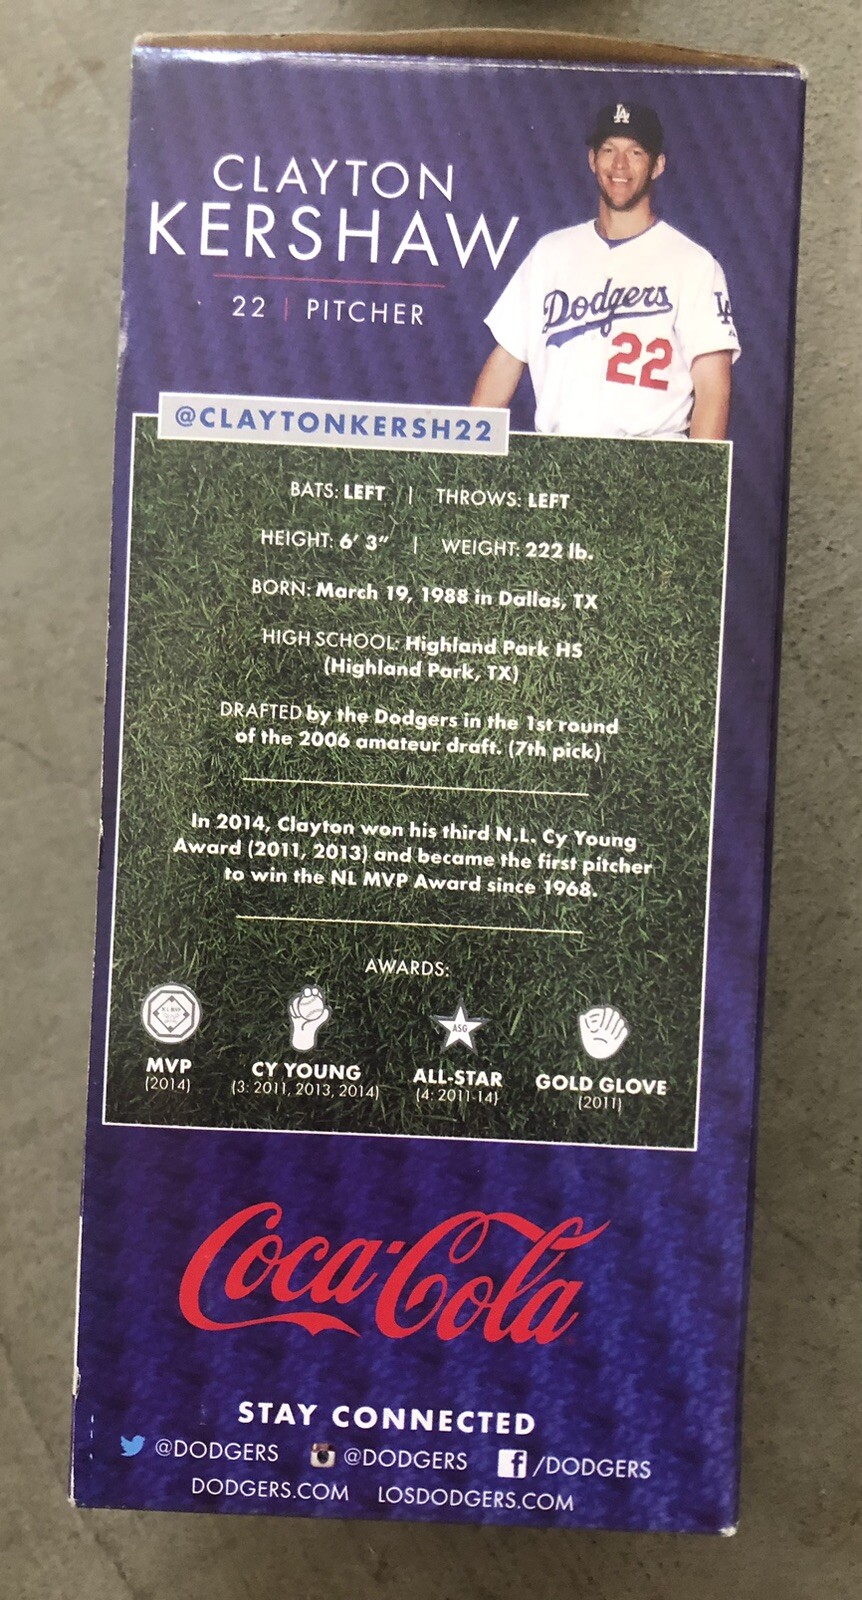 LA
CLAYTON
KERSHAW
22 | PITCHER
Dodgers
22
LA
@CLAYTONKERSH22
BATS: LEFT | THROWS: LEFT
HEIGHT: 6' 3" | WEIGHT: 222 lb.
BORN: March 19, 1988 in Dallas, TX
HIGH SCHOOL: Highland Park HS
(Highland Park, TX)
DRAFTED by the Dodgers in the 1st round
of the 2006 amateur draft. (7th pick)
In 2014, Clayton won his third N.L. Cy Young
Award (2011, 2013) and became the first pitcher
to win the NL MVP Award since 1968.
AWARDS:
ASG
MVP
(2014)
CY YOUNG
(3: 2011, 2013, 2014)
ALL-STAR
(4: 2011-14)
GOLD GLOVE
(2011)
Coca-Cola
STAY CONNECTED
@DODGERS @DODGERS f /DODGERS
DODGERS.COM LOSDODGERS.COM